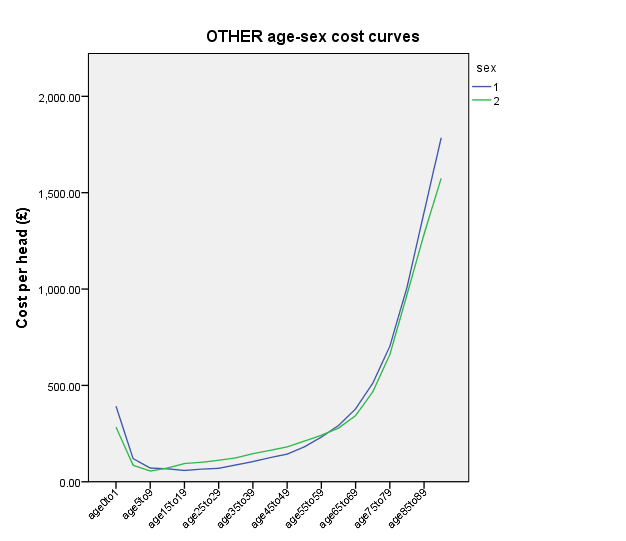 OTHER age-sex cost curves
sex
1
2
Cost per head (£)
2,000.00
1,500.00
1,000.00
500.00
0.00
age0to1
age5to9
age15to19
age25to29
age35to39
age45to49
age55to59
age65to69
age75to79
age85to89